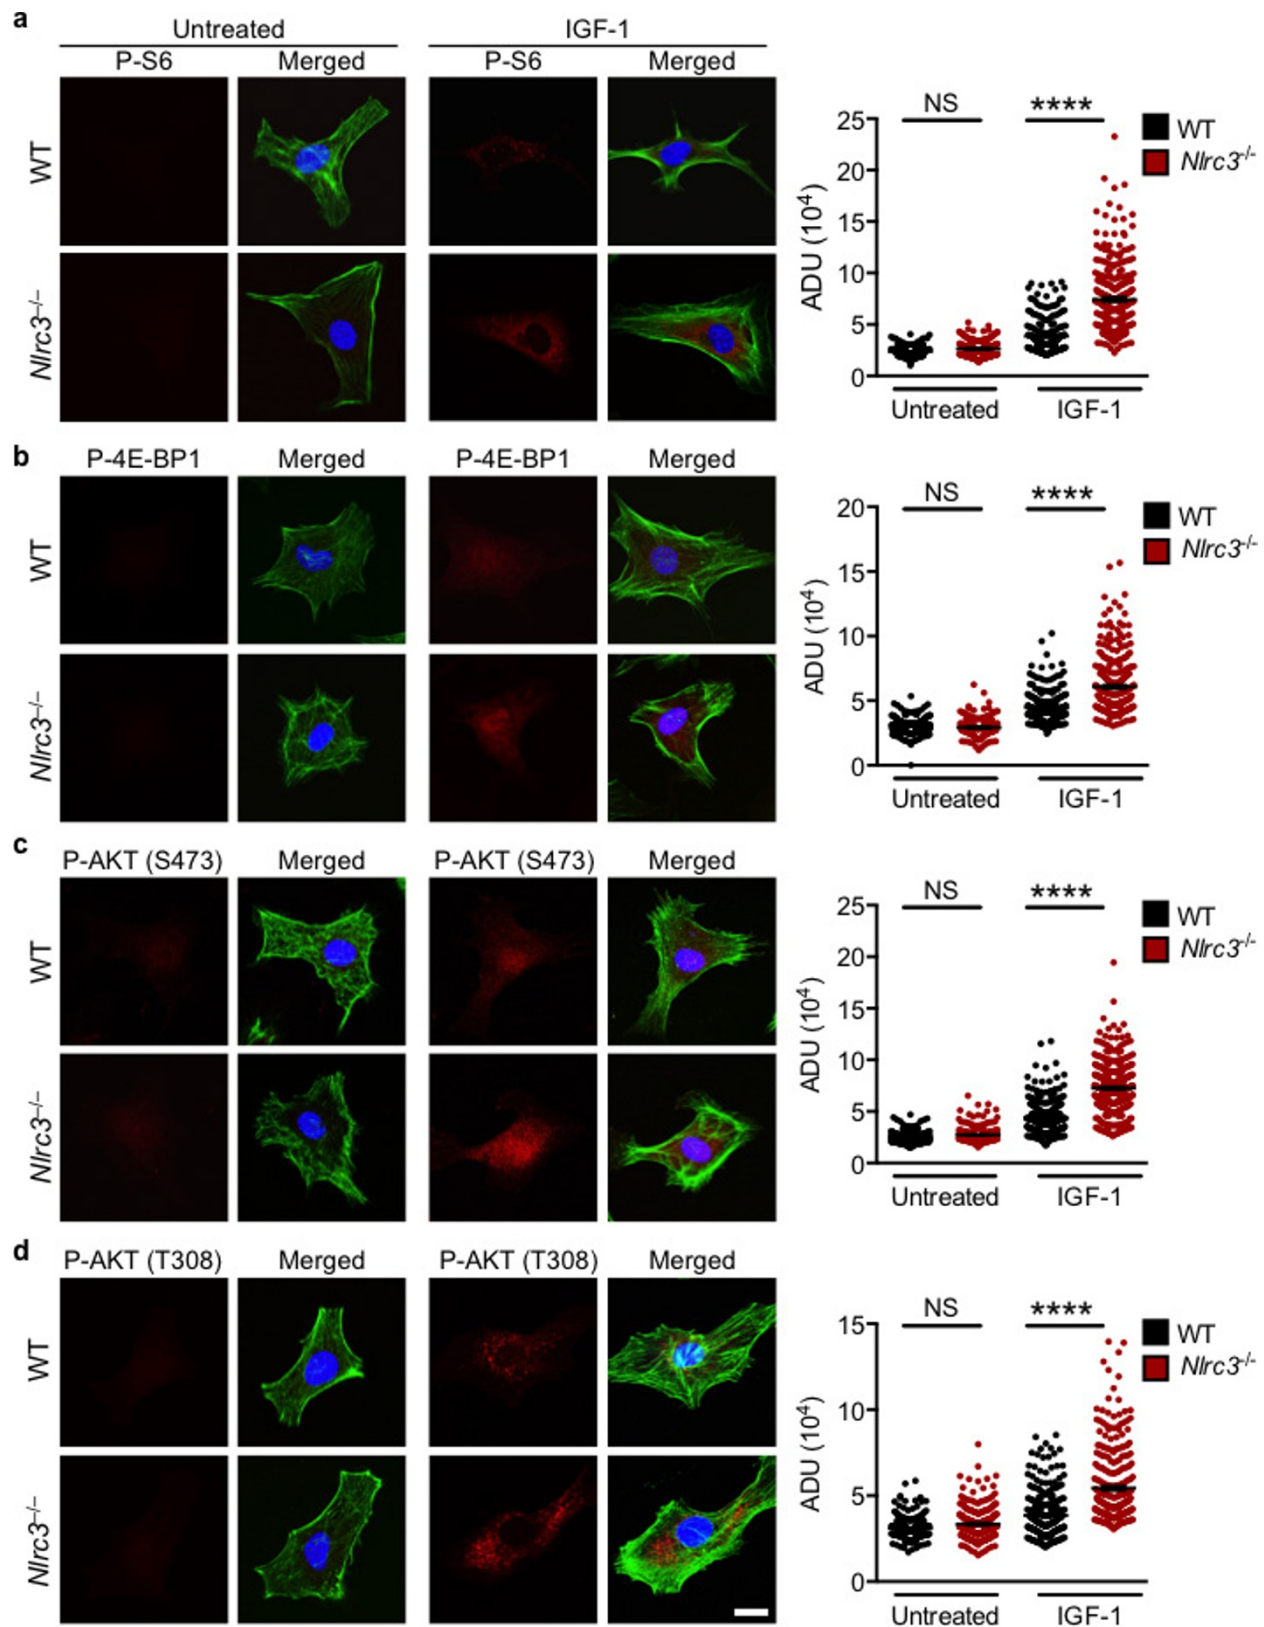 a
Untreated IGF-1
P-S6 Merged P-S6 Merged
WT
Nlrc3–/–
NS ****
WT
Nlrc3-/-
ADU (10⁴)
25
20
15
10
5
0
Untreated IGF-1
b
P-4E-BP1 Merged P-4E-BP1 Merged
WT
Nlrc3–/–
NS ****
WT
Nlrc3-/-
ADU (10⁴)
20
15
10
5
0
Untreated IGF-1
c
P-AKT (S473) Merged P-AKT (S473) Merged
WT
Nlrc3–/–
NS ****
WT
Nlrc3-/-
ADU (10⁴)
25
20
15
10
5
0
Untreated IGF-1
d
P-AKT (T308) Merged P-AKT (T308) Merged
WT
Nlrc3–/–
NS ****
WT
Nlrc3-/-
ADU (10⁴)
15
10
5
0
Untreated IGF-1